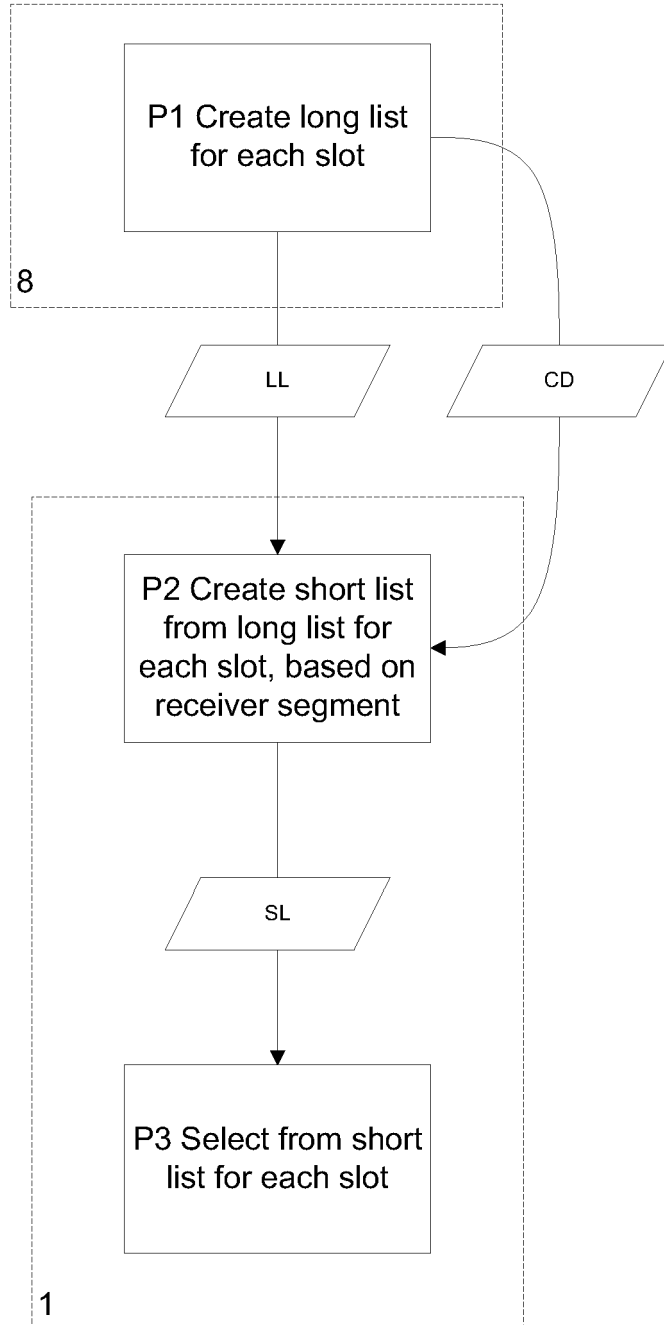 P1 Create long list
for each slot
8
LL
CD
P2 Create short list
from long list for
each slot, based on
receiver segment
SL
P3 Select from short
list for each slot
1